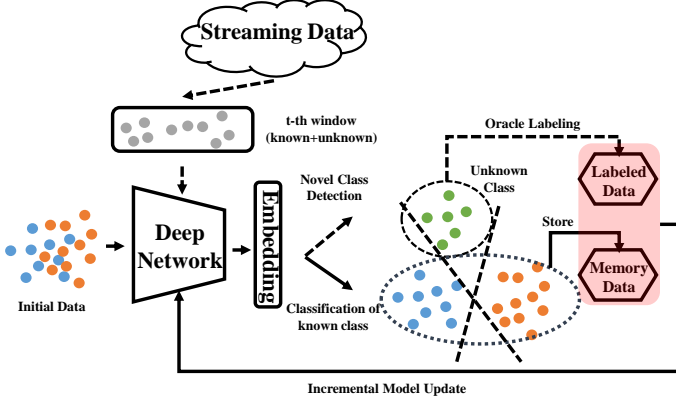 Streaming Data
t-th window
(known+unknown)
Oracle Labeling
Novel Class
Detection
Unknown
Class
Labeled
Data
Deep
Network
Embedding
Store
Memory
Data
Initial Data
Classification of
known class
Incremental Model Update